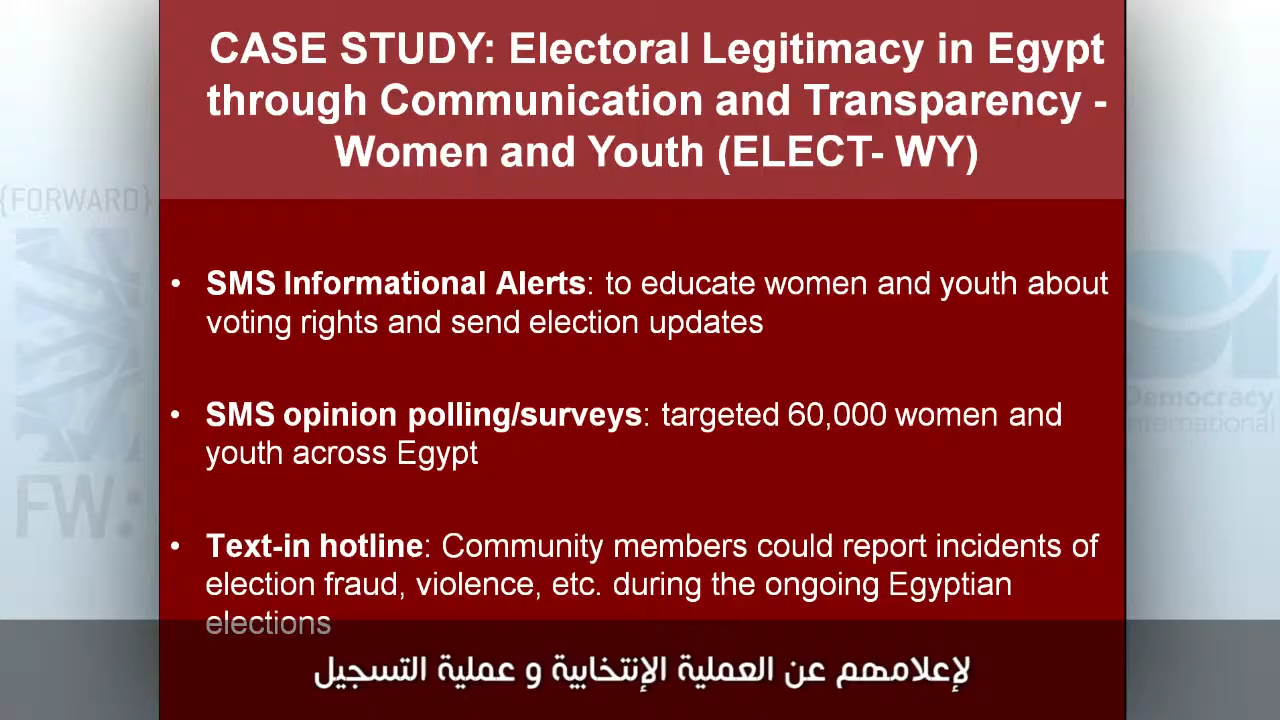 CASE STUDY: Electoral Legitimacy in Egypt
through Communication and Transparency -
Women and Youth (ELECT- WY)
{FORWARD}
FW:
• SMS Informational Alerts: to educate women and youth about
voting rights and send election updates
• SMS opinion polling/surveys: targeted 60,000 women and
youth across Egypt
• Text-in hotline: Community members could report incidents of
election fraud, violence, etc. during the ongoing Egyptian
elections
DI
Democracy
International
لإعلامهم عن العملية الإنتخابية و عملية التسجيل